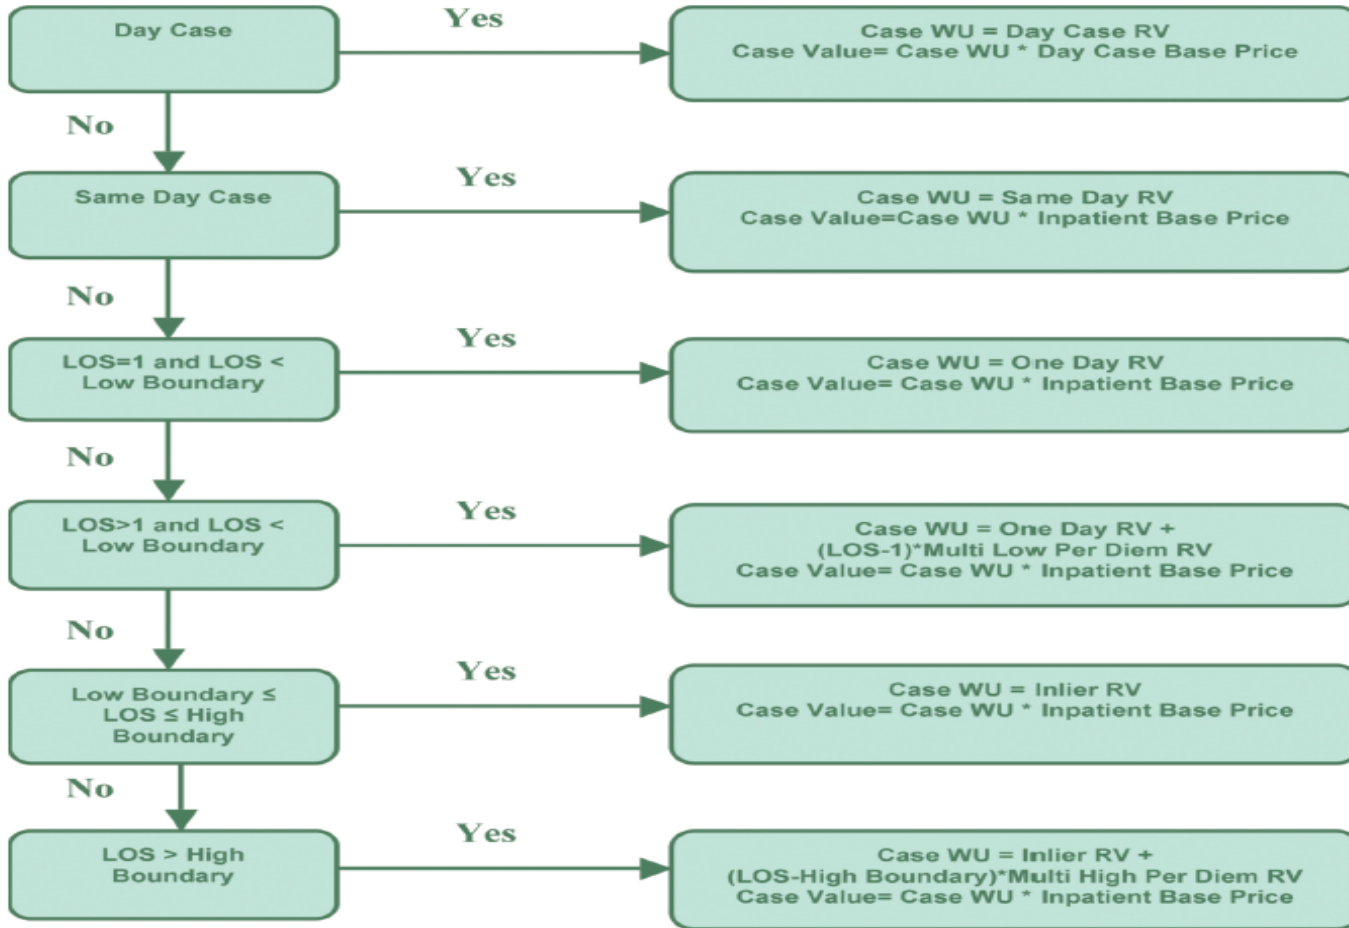 Day Case
Yes
Case WU = Day Case RV
Case Value= Case WU * Day Case Base Price
No
Same Day Case
Yes
Case WU = Same Day RV
Case Value=Case WU * Inpatient Base Price
No
LOS=1 and LOS <
Low Boundary
Yes
Case WU = One Day RV
Case Value= Case WU * Inpatient Base Price
No
LOS>1 and LOS <
Low Boundary
Yes
Case WU = One Day RV +
(LOS-1)*Multi Low Per Diem RV
Case Value= Case WU * Inpatient Base Price
No
Low Boundary ≤
LOS ≤ High
Boundary
Yes
Case WU = Inlier RV
Case Value= Case WU * Inpatient Base Price
No
LOS > High
Boundary
Yes
Case WU = Inlier RV +
(LOS-High Boundary)*Multi High Per Diem RV
Case Value= Case WU * Inpatient Base Price